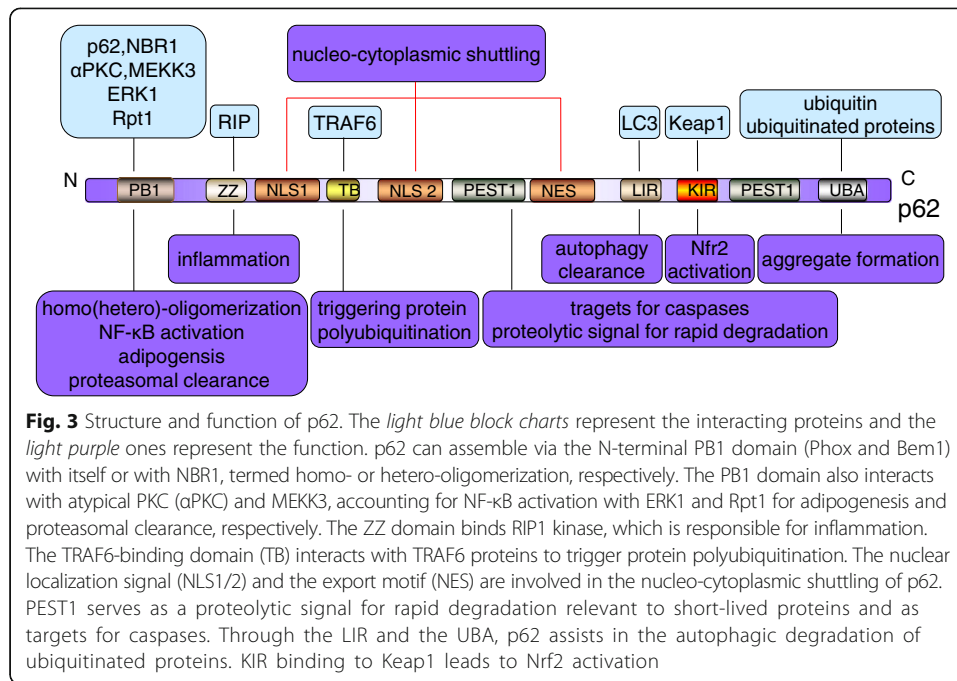 p62,NBR1
αPKC,MEKK3
ERK1
Rpt1
nucleo-cytoplasmic shuttling
RIP
TRAF6
LC3
Keap1
ubiquitin
ubiquitinated proteins
N
PB1
ZZ
NLS1
TB
NLS 2
PEST1
NES
LIR
KIR
PEST1
UBA
C
p62
inflammation
autophagy
clearance
Nfr2
activation
aggregate formation
homo(hetero)-oligomerization
NF-κB activation
adipogensis
proteasomal clearance
triggering protein
polyubiquitination
tragets for caspases
proteolytic signal for rapid degradation
Fig. 3 Structure and function of p62. The light blue block charts represent the interacting proteins and the
light purple ones represent the function. p62 can assemble via the N-terminal PB1 domain (Phox and Bem1)
with itself or with NBR1, termed homo- or hetero-oligomerization, respectively. The PB1 domain also interacts
with atypical PKC (αPKC) and MEKK3, accounting for NF-κB activation with ERK1 and Rpt1 for adipogenesis and
proteasomal clearance, respectively. The ZZ domain binds RIP1 kinase, which is responsible for inflammation.
The TRAF6-binding domain (TB) interacts with TRAF6 proteins to trigger protein polyubiquitination. The nuclear
localization signal (NLS1/2) and the export motif (NES) are involved in the nucleo-cytoplasmic shuttling of p62.
PEST1 serves as a proteolytic signal for rapid degradation relevant to short-lived proteins and as
targets for caspases. Through the LIR and the UBA, p62 assists in the autophagic degradation of
ubiquitinated proteins. KIR binding to Keap1 leads to Nrf2 activation